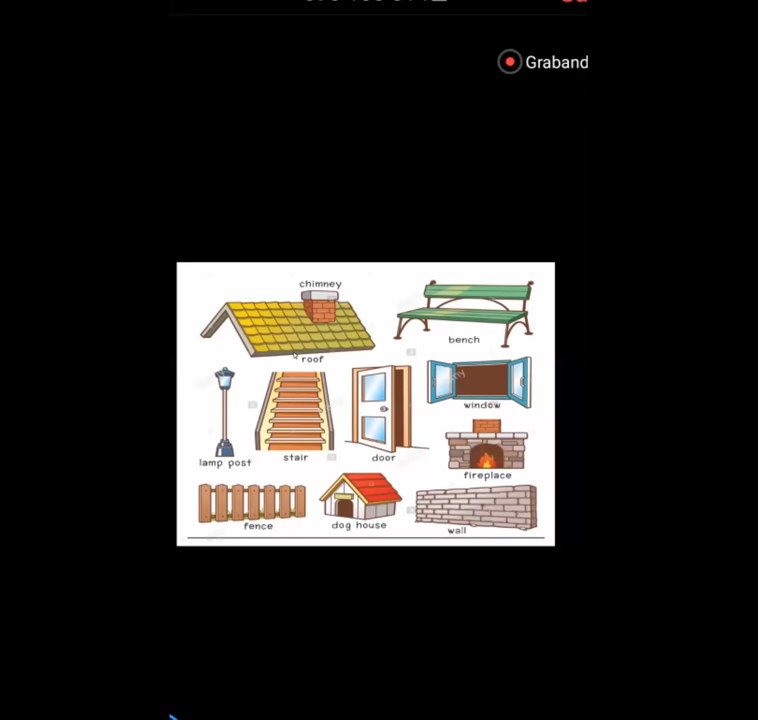 Graband
chimney
roof
bench
window
lamp post
stair
door
fireplace
fence
dog house
wall